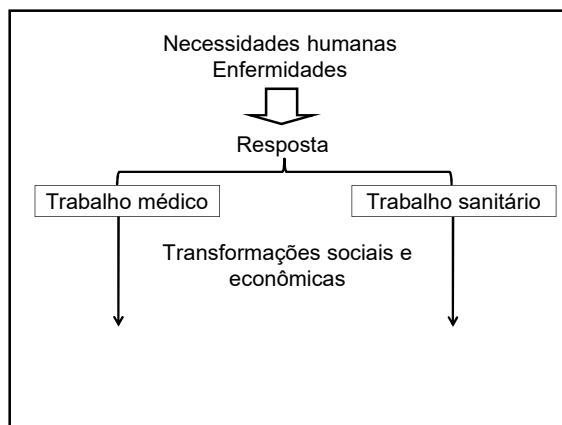 Necessidades humanas
Enfermidades
Resposta
Trabalho médico
Trabalho sanitário
Transformações sociais e
econômicas